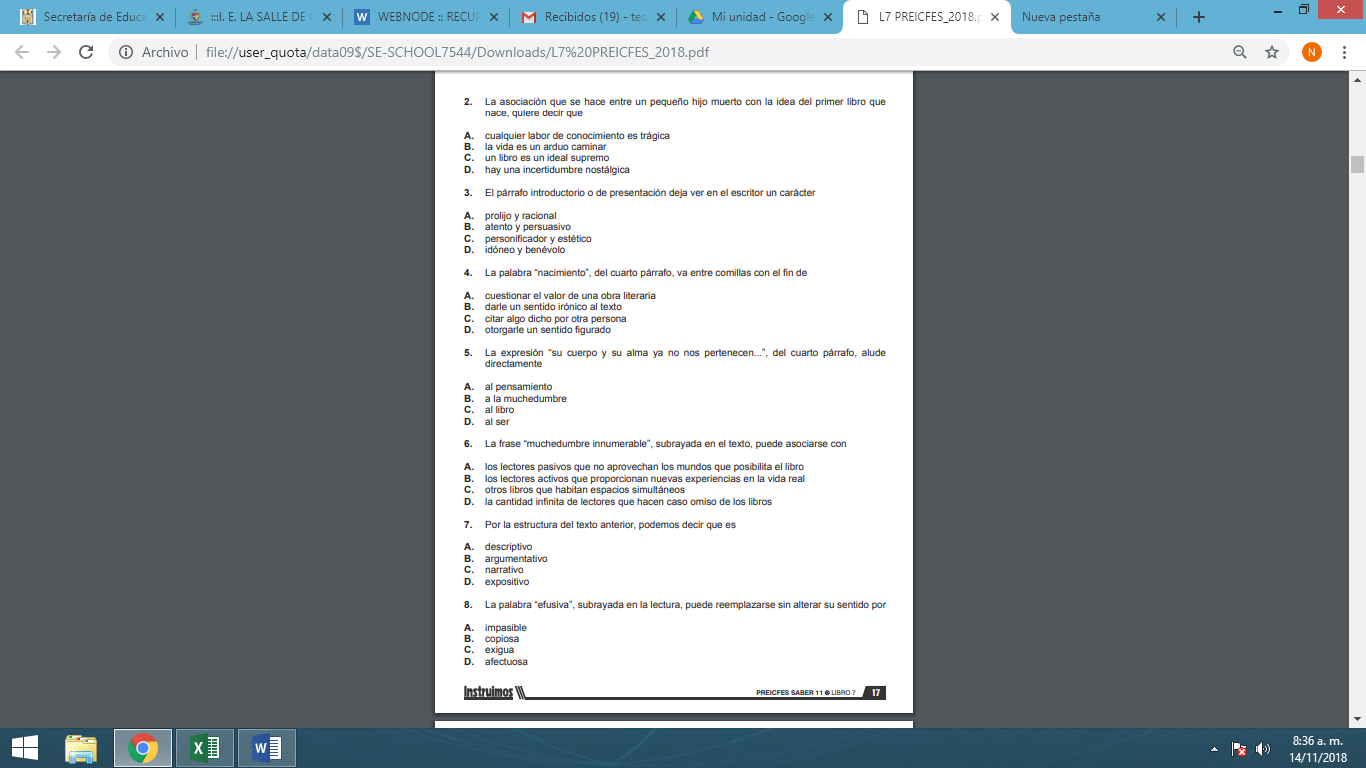 Secretaría de Educa
:::I. E. LA SALLE DE
WEBNODE :: RECUP
Recibidos (19) - tec
Mi unidad - Google
L7 PREICFES_2018.p
Nueva pestaña
Archivo | file://user_quota/data09$/SE-SCHOOL7544/Downloads/L7%20PREICFES_2018.pdf
N
2. La asociación que se hace entre un pequeño hijo muerto con la idea del primer libro que
nace, quiere decir que
A. cualquier labor de conocimiento es trágica
B. la vida es un arduo caminar
C. un libro es un ideal supremo
D. hay una incertidumbre nostálgica
3. El párrafo introductorio o de presentación deja ver en el escritor un carácter
A. prolijo y racional
B. atento y persuasivo
C. personificador y estético
D. idóneo y benévolo
4. La palabra “nacimiento”, del cuarto párrafo, va entre comillas con el fin de
A. cuestionar el valor de una obra literaria
B. darle un sentido irónico al texto
C. citar algo dicho por otra persona
D. otorgarle un sentido figurado
5. La expresión “su cuerpo y su alma ya no nos pertenecen...”, del cuarto párrafo, alude
directamente
A. al pensamiento
B. a la muchedumbre
C. al libro
D. al ser
6. La frase “muchedumbre innumerable”, subrayada en el texto, puede asociarse con
A. los lectores pasivos que no aprovechan los mundos que posibilita el libro
B. los lectores activos que proporcionan nuevas experiencias en la vida real
C. otros libros que habitan espacios simultáneos
D. la cantidad infinita de lectores que hacen caso omiso de los libros
7. Por la estructura del texto anterior, podemos decir que es
A. descriptivo
B. argumentativo
C. narrativo
D. expositivo
8. La palabra “efusiva”, subrayada en la lectura, puede reemplazarse sin alterar su sentido por
A. impasible
B. copiosa
C. exigua
D. afectuosa
Instruimos
PREICFES SABER 11 LIBRO 7 17
8:36 a. m.
14/11/2018